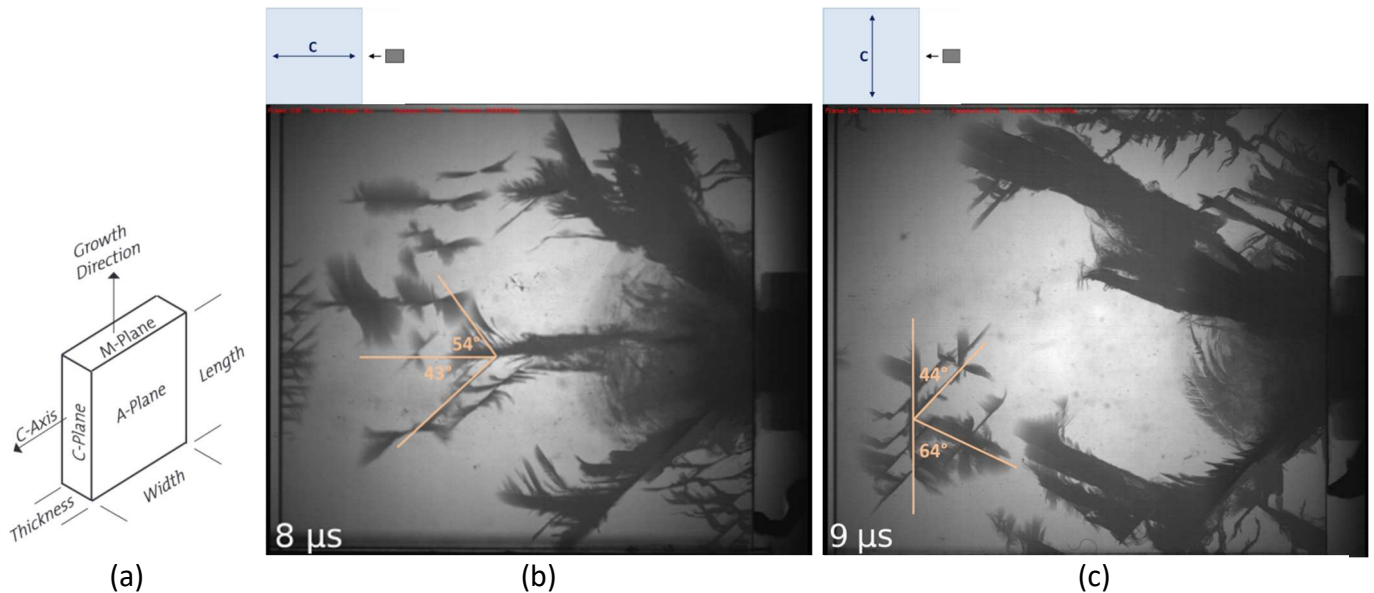 Growth
Direction
M-Plane
C-Axis
C-Plane
A-Plane
Length
Width
Thickness
(a)
C
54°
43°
8 µs
(b)
C
44°
64°
9 µs
(c)